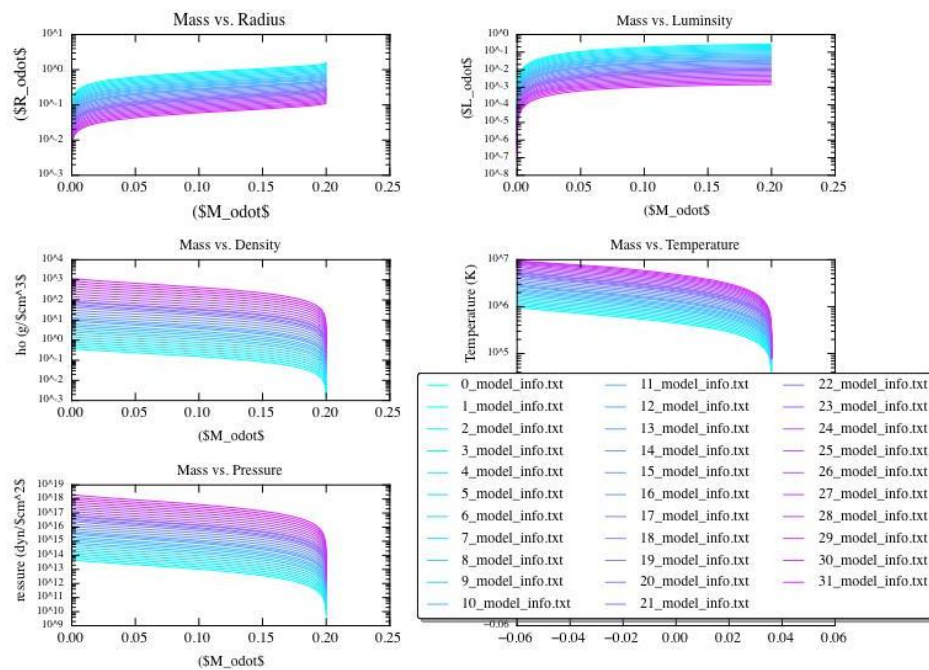 Mass vs. Radius
10^1
10^0
10^-1
10^-2
10^-3
($R_odot$
0.00 0.05 0.10 0.15 0.20 0.25
($M_odot$
Mass vs. Luminsity
10^0
10^-1
10^-2
10^-3
10^-4
10^-5
10^-6
10^-7
10^-8
($L_odot$
0.00 0.05 0.10 0.15 0.20 0.25
($M_odot$
Mass vs. Density
10^4
10^3
10^2
10^1
10^0
10^-1
10^-2
10^-3
ho (g/$cm^3$
0.00 0.05 0.10 0.15 0.20 0.25
($M_odot$
Mass vs. Temperature
10^7
10^6
10^5
Temperature (K)
0_model_info.txt 11_model_info.txt 22_model_info.txt
1_model_info.txt 12_model_info.txt 23_model_info.txt
2_model_info.txt 13_model_info.txt 24_model_info.txt
3_model_info.txt 14_model_info.txt 25_model_info.txt
4_model_info.txt 15_model_info.txt 26_model_info.txt
5_model_info.txt 16_model_info.txt 27_model_info.txt
6_model_info.txt 17_model_info.txt 28_model_info.txt
7_model_info.txt 18_model_info.txt 29_model_info.txt
8_model_info.txt 19_model_info.txt 30_model_info.txt
9_model_info.txt 20_model_info.txt 31_model_info.txt
10_model_info.txt 21_model_info.txt
Mass vs. Pressure
10^19
10^18
10^17
10^16
10^15
10^14
10^13
10^12
10^11
10^10
10^9
ressure (dyn/$cm^2$
0.00 0.05 0.10 0.15 0.20 0.25
($M_odot$
−0.06
−0.06 −0.04 −0.02 0.00 0.02 0.04 0.06